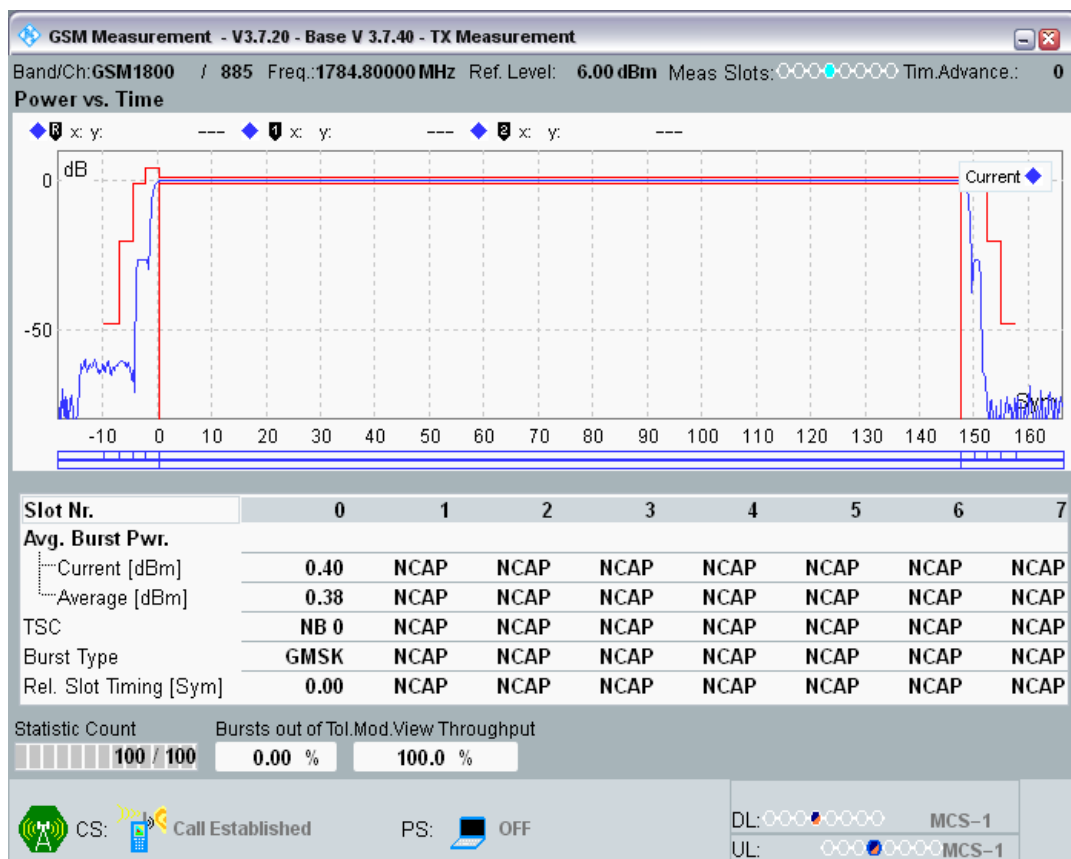 GSM Measurement - V3.7.20 - Base V 3.7.40 - TX Measurement
Band/Ch:GSM1800 / 885 Freq.:1784.80000 MHz Ref. Level: 6.00 dBm Meas Slots: Tim.Advance.: 0
Power vs. Time
R x: y: --- 1 x: y: --- 2 x: y: ---
dB
Current
0
-50
Sym
-10 0 10 20 30 40 50 60 70 80 90 100 110 120 130 140 150 160
Slot Nr. 0 1 2 3 4 5 6 7
Avg. Burst Pwr.
Current [dBm] 0.40 NCAP NCAP NCAP NCAP NCAP NCAP NCAP
Average [dBm] 0.38 NCAP NCAP NCAP NCAP NCAP NCAP NCAP
TSC NB 0 NCAP NCAP NCAP NCAP NCAP NCAP NCAP
Burst Type GMSK NCAP NCAP NCAP NCAP NCAP NCAP NCAP
Rel. Slot Timing [Sym] 0.00 NCAP NCAP NCAP NCAP NCAP NCAP NCAP
Statistic Count Bursts out of Tol.Mod.View Throughput
100 / 100 0.00 % 100.0 %
CS: Call Established PS: OFF
DL: MCS-1
UL: MCS-1